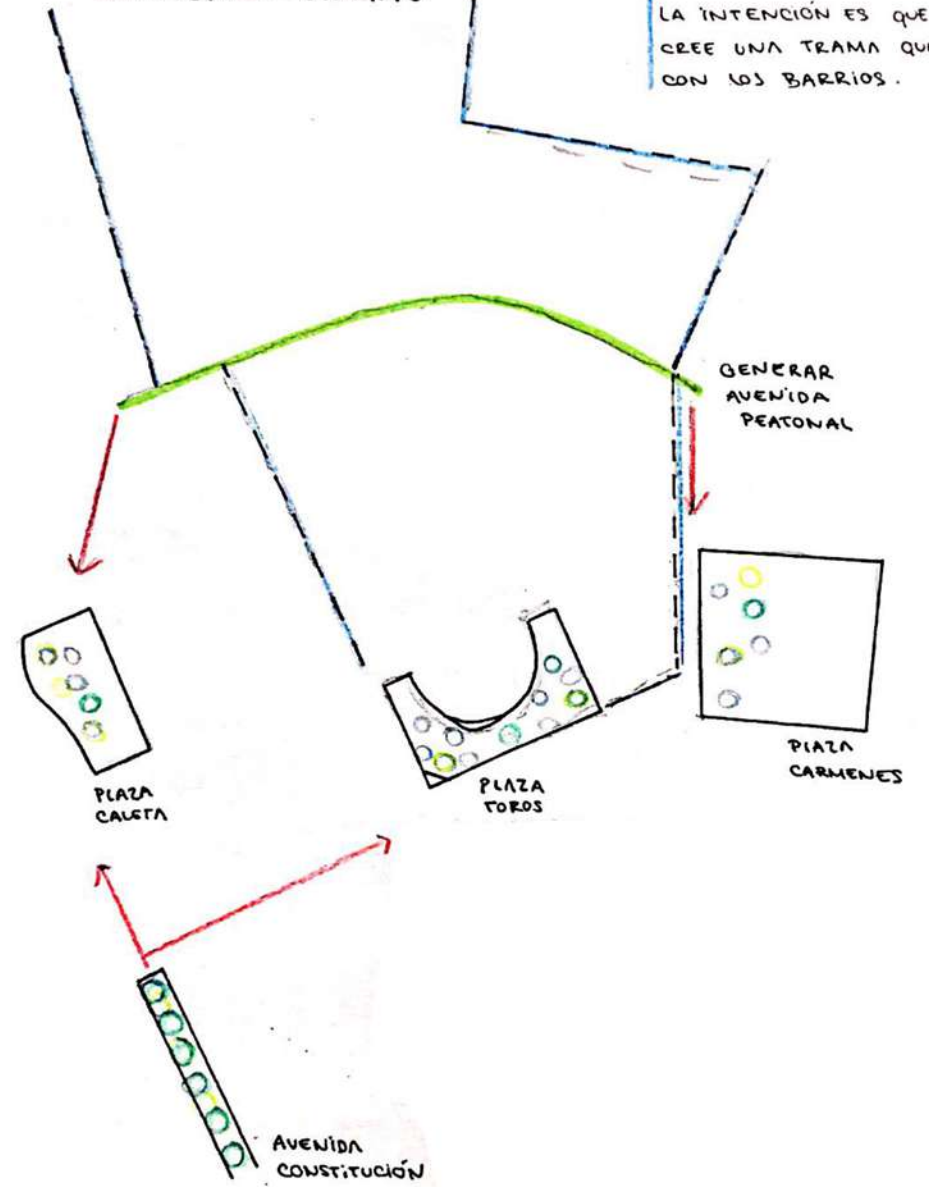 LA INTENCIÓN ES QUE
CREE UNA TRAMA QUE
CON LOS BARRIOS.
GENERAR
AVENIDA
PEATONAL
PLAZA
CALETA
PLAZA
TOROS
PLAZA
CARMENES
AVENIDA
CONSTITUCIÓN